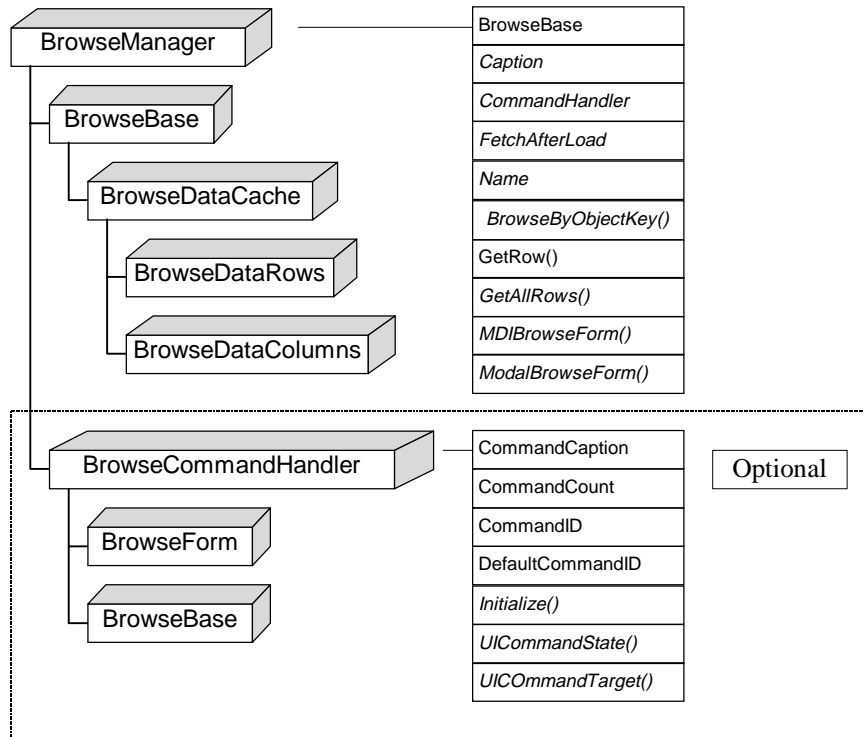 BrowseManager
BrowseBase
BrowseDataCache
BrowseDataRows
BrowseDataColumns
BrowseBase
Caption
CommandHandler
FetchAfterLoad
Name
BrowseByObjectKey()
GetRow()
GetAllRows()
MDIBrowseForm()
ModalBrowseForm()
BrowseCommandHandler
BrowseForm
BrowseBase
CommandCaption
CommandCount
CommandID
DefaultCommandID
Initialize()
UICommandState()
UICOmmandTarget()
Optional